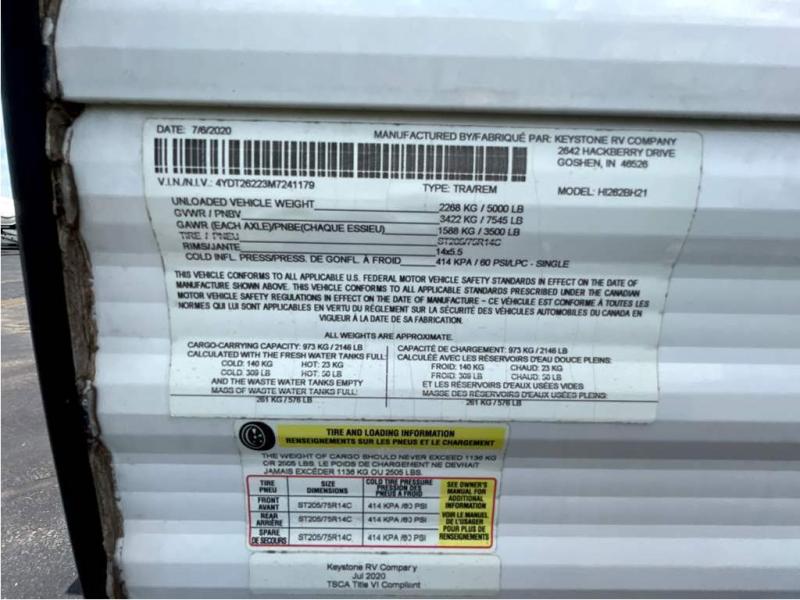 DATE: 7/6/2020
MANUFACTURED BY/FABRIQUÉ PAR: KEYSTONE RV COMPANY
2642 HACKBERRY DRIVE
GOSHEN, IN 46526
V.I.N./N.I.V.: 4YDT26223M7241179
TYPE: TRA/REM
MODEL: HI262BH21
UNLOADED VEHICLE WEIGHT 2268 KG / 5000 LB
GVWR / PNBV 3422 KG / 7545 LB
GAWR (EACH AXLE)/PNBE(CHAQUE ESSIEU) 1588 KG / 3500 LB
TIRE / PNEU ST205/75R14C
RIMS/JANTE 14x5.5
COLD INFL. PRESS/PRESS. DE GONFL. À FROID 414 KPA / 60 PSI/LPC - SINGLE
THIS VEHICLE CONFORMS TO ALL APPLICABLE U.S. FEDERAL MOTOR VEHICLE SAFETY STANDARDS IN EFFECT ON THE DATE OF
MANUFACTURE SHOWN ABOVE. THIS VEHICLE CONFORMS TO ALL APPLICABLE STANDARDS PRESCRIBED UNDER THE CANADIAN
MOTOR VEHICLE SAFETY REGULATIONS IN EFFECT ON THE DATE OF MANUFACTURE – CE VÉHICULE EST CONFORME À TOUTES LES
NORMES QUI LUI SONT APPLICABLES EN VERTU DU RÉGLEMENT SUR LA SÉCURITÉ DES VÉHICULES AUTOMOBILES DU CANADA EN
VIGUEUR À LA DATE DE SA FABRICATION.
ALL WEIGHTS ARE APPROXIMATE.
CARGO-CARRYING CAPACITY: 973 KG / 2146 LB
CALCULATED WITH THE FRESH WATER TANKS FULL:
COLD: 140 KG HOT: 23 KG
COLD: 309 LB HOT: 50 LB
AND THE WASTE WATER TANKS EMPTY
MASS OF WASTE WATER TANKS FULL:
261 KG / 576 LB
CAPACITÉ DE CHARGEMENT: 973 KG / 2146 LB
CALCULÉE AVEC LES RÉSERVOIRS D'EAU DOUCE PLEINS:
FROID: 140 KG CHAUD: 23 KG
FROID: 309 LB CHAUD: 50 LB
ET LES RÉSERVOIRS D'EAUX USÉES VIDES
MASSE DES RÉSERVOIRS D'EAUX USÉES PLEINS:
261 KG / 576 LB
TIRE AND LOADING INFORMATION
RENSEIGNEMENTS SUR LES PNEUS ET LE CHARGEMENT
THE WEIGHT OF CARGO SHOULD NEVER EXCEED 1136 KG
OR 2505 LBS. LE POIDS DE CHARGEMENT NE DEVRAIT
JAMAIS EXCÉDER 1136 KG OU 2505 LBS.
TIRE
PNEU
SIZE
DIMENSIONS
COLD TIRE PRESSURE
PRESSION DES
PNEUS A FROID
FRONT
AVANT
ST205/75R14C
414 KPA /60 PSI
REAR
ARRIÈRE
ST205/75R14C
414 KPA /60 PSI
SPARE
DE SECOURS
ST205/75R14C
414 KPA /60 PSI
SEE OWNER'S
MANUAL FOR
ADDITIONAL
INFORMATION
VOIR LE MANUEL
DE L'USAGER
POUR PLUS DE
RENSEIGNEMENTS
Keystone RV Company
Jul 2020
TSCA Title VI Compliant